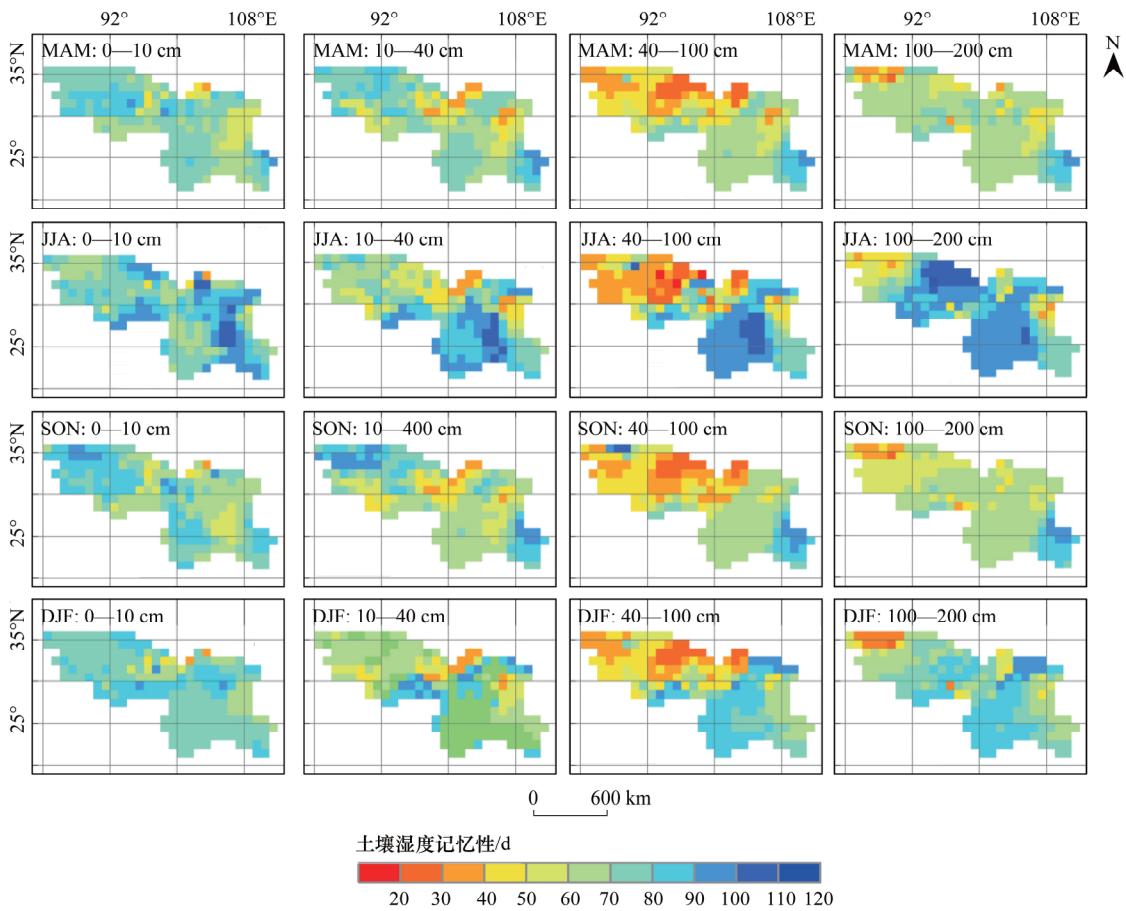 92° 108°E 92° 108°E 92° 108°E 92° 108°E
N
35°N
25°
MAM: 0—10 cm MAM: 10—40 cm MAM: 40—100 cm MAM: 100—200 cm
35°N
25°
JJA: 0—10 cm JJA: 10—40 cm JJA: 40—100 cm JJA: 100—200 cm
35°N
25°
SON: 0—10 cm SON: 10—400 cm SON: 40—100 cm SON: 100—200 cm
35°N
25°
DJF: 0—10 cm DJF: 10—40 cm DJF: 40—100 cm DJF: 100—200 cm
0 600 km
土壤湿度记忆性/d
20 30 40 50 60 70 80 90 100 110 120